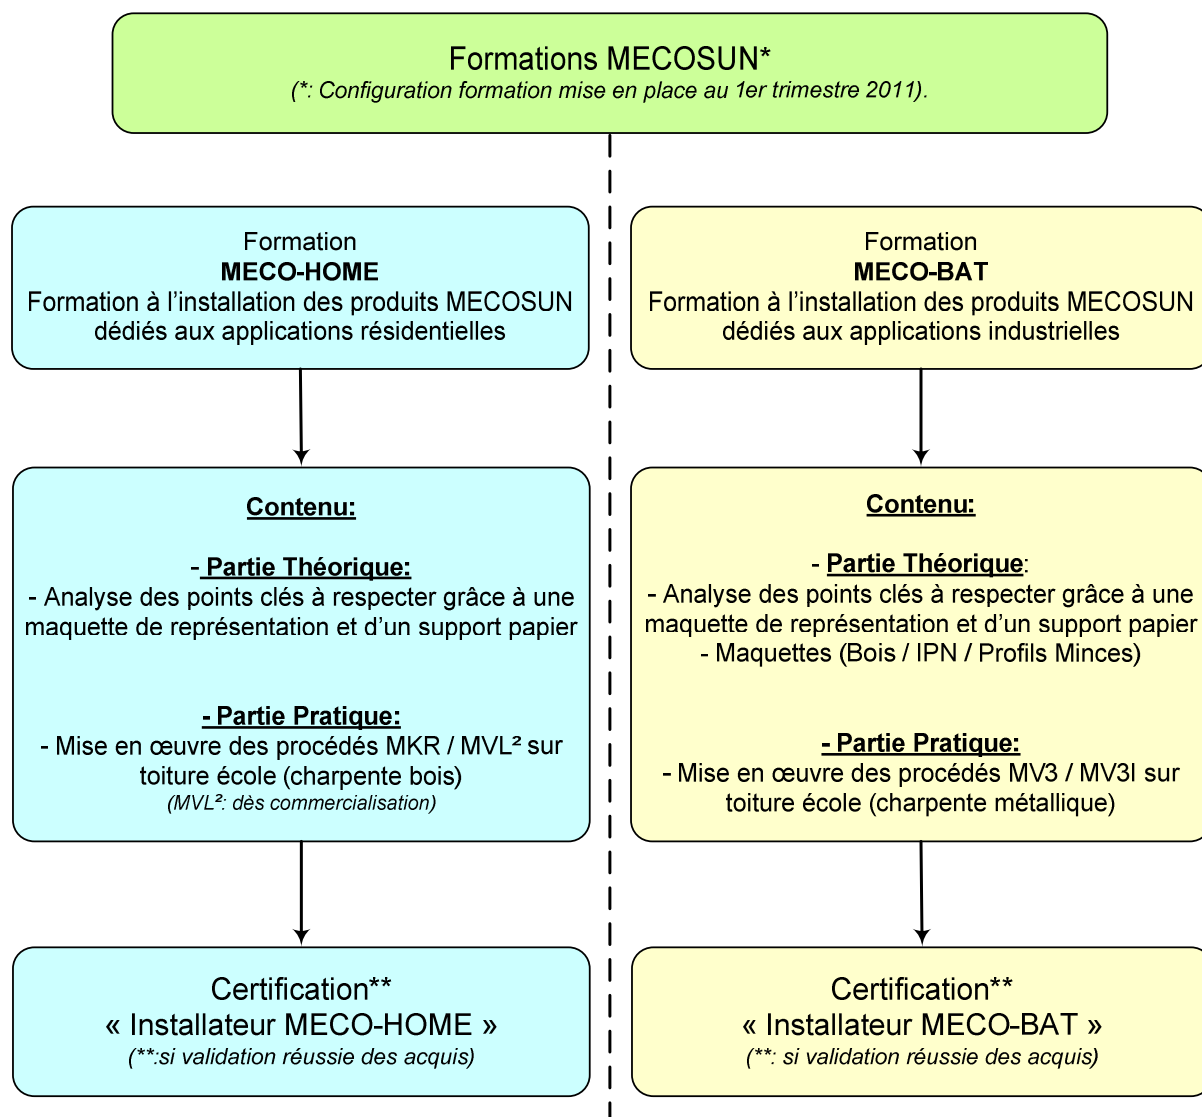 Formations MECOSUN*
(*: Configuration formation mise en place au 1er trimestre 2011).
Formation
MECO-HOME
Formation à l’installation des produits MECOSUN
dédiés aux applications résidentielles
Contenu:
- Partie Théorique:
- Analyse des points clés à respecter grâce à une
maquette de représentation et d’un support papier
- Partie Pratique:
- Mise en œuvre des procédés MKR / MVL² sur
toiture école (charpente bois)
(MVL²: dès commercialisation)
Certification**
« Installateur MECO-HOME »
(**:si validation réussie des acquis)
Formation
MECO-BAT
Formation à l’installation des produits MECOSUN
dédiés aux applications industrielles
Contenu:
- Partie Théorique:
- Analyse des points clés à respecter grâce à une
maquette de représentation et d’un support papier
- Maquettes (Bois / IPN / Profils Minces)
- Partie Pratique:
- Mise en œuvre des procédés MV3 / MV3I sur
toiture école (charpente métallique)
Certification**
« Installateur MECO-BAT »
(**: si validation réussie des acquis)